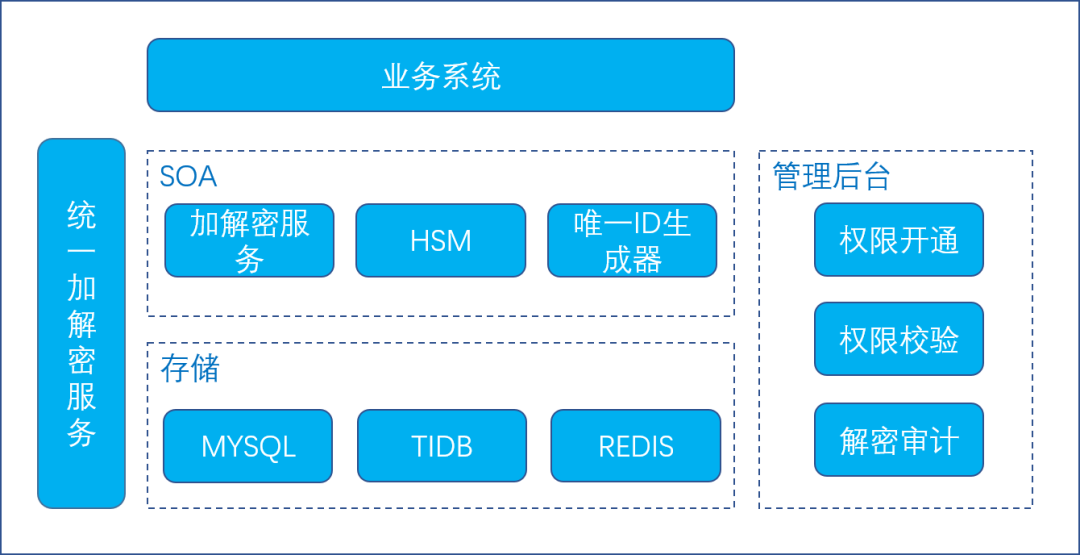 业务系统
统一加解密服务
SOA
加解密服
务
HSM
唯一ID生
成器
存储
MYSQL
TIDB
REDIS
管理后台
权限开通
权限校验
解密审计